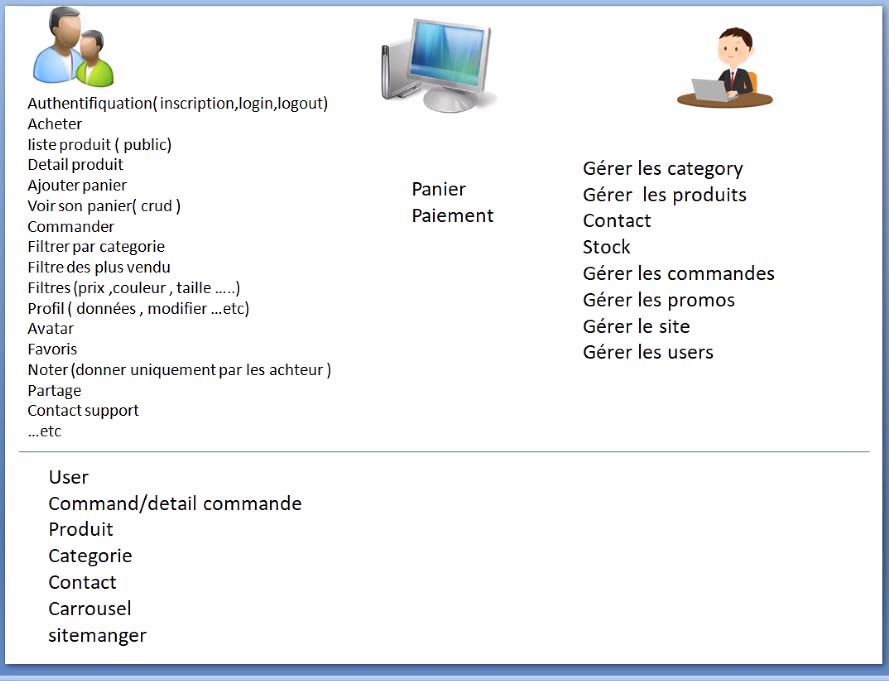 Authentifiquation( inscription,login,logout)
Acheter
liste produit ( public)
Detail produit
Ajouter panier
Voir son panier( crud )
Commander
Filtrer par categorie
Filtre des plus vendu
Filtres (prix ,couleur , taille .....)
Profil ( données , modifier ...etc)
Avatar
Favoris
Noter (donner uniquement par les achteur )
Partage
Contact support
...etc
Panier
Paiement
Gérer les category
Gérer  les produits
Contact
Stock
Gérer les commandes
Gérer les promos
Gérer le site
Gérer les users
User
Command/detail commande
Produit
Categorie
Contact
Carrousel
sitemanger